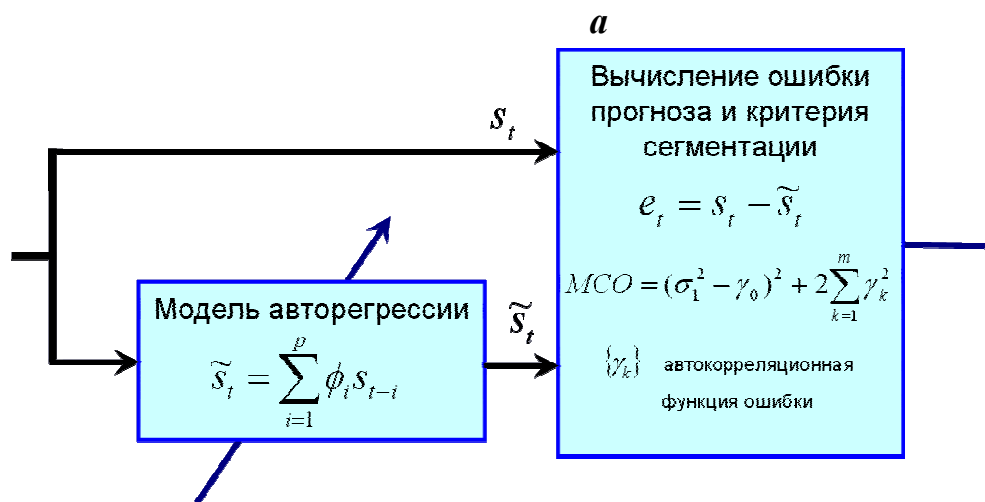 a
Вычисление ошибки
прогноза и критерия
сегментации
s_t
e_t = s_t − s̃_t
MCO = (σ_1^2 − γ_0)^2 + 2∑_{k=1}^{m} γ_k^2
Модель авторегрессии
s̃_t
s̃_t = ∑_{i=1}^{p} ϕ_i s_{t−i}
{γ_k} автокорреляционная
функция ошибки